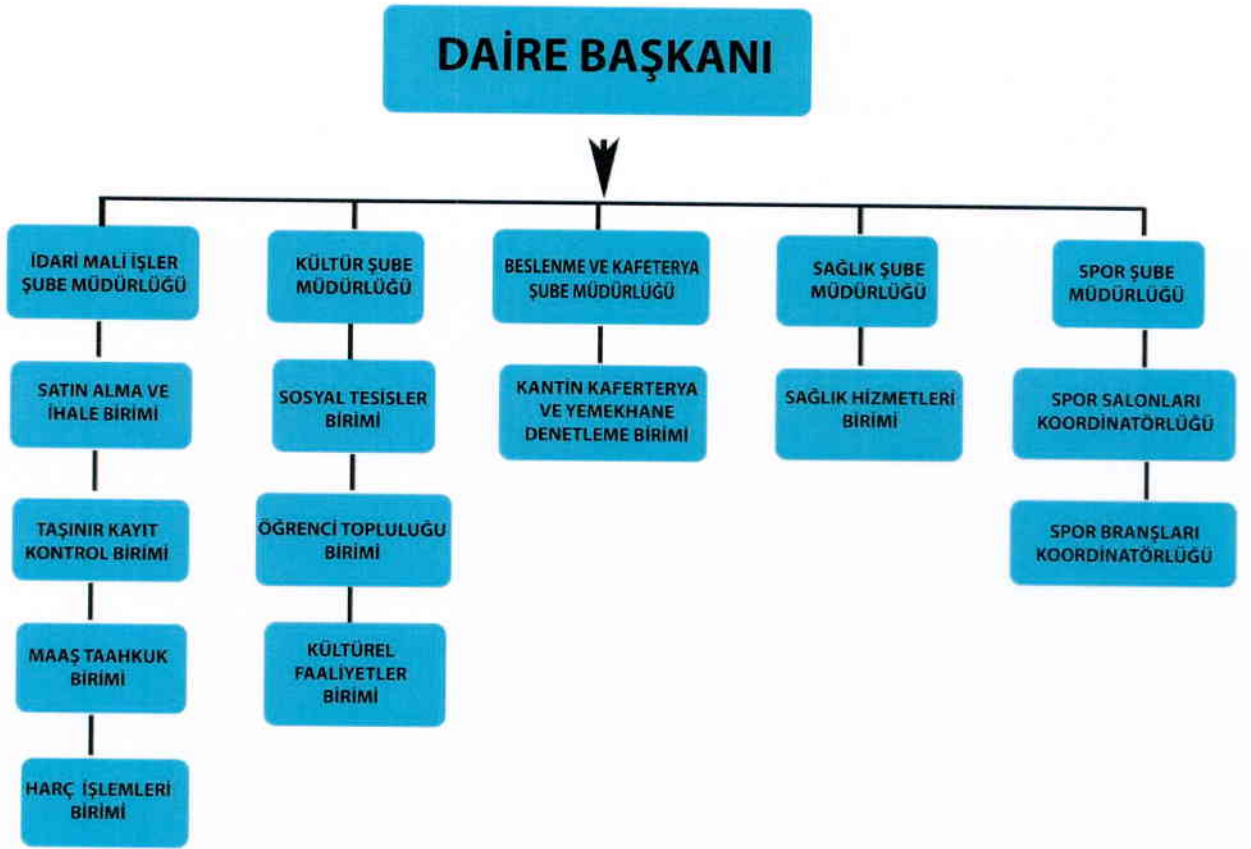 DAİRE BAŞKANI
İDARİ MALİ İŞLER
ŞUBE MÜDÜRLÜĞÜ
KÜLTÜR ŞUBE
MÜDÜRLÜĞÜ
BESLENME VE KAFETERYA
ŞUBE MÜDÜRLÜĞÜ
SAĞLIK ŞUBE
MÜDÜRLÜĞÜ
SPOR ŞUBE
MÜDÜRLÜĞÜ
SATIN ALMA VE
İHALE BİRİMİ
SOSYAL TESİSLER
BİRİMİ
KANTİN KAFERTERYA
VE YEMEKHANE
DENETLEME BİRİMİ
SAĞLIK HİZMETLERİ
BİRİMİ
SPOR SALONLARI
KOORDİNATÖRLÜĞÜ
TAŞINIR KAYIT
KONTROL BİRİMİ
ÖĞRENCİ TOPLULUĞU
BİRİMİ
SPOR BRANŞLARI
KOORDİNATÖRLÜĞÜ
MAAŞ TAAHKUK
BİRİMİ
KÜLTÜREL
FAALİYETLER
BİRİMİ
HARÇ İŞLEMLERİ
BİRİMİ